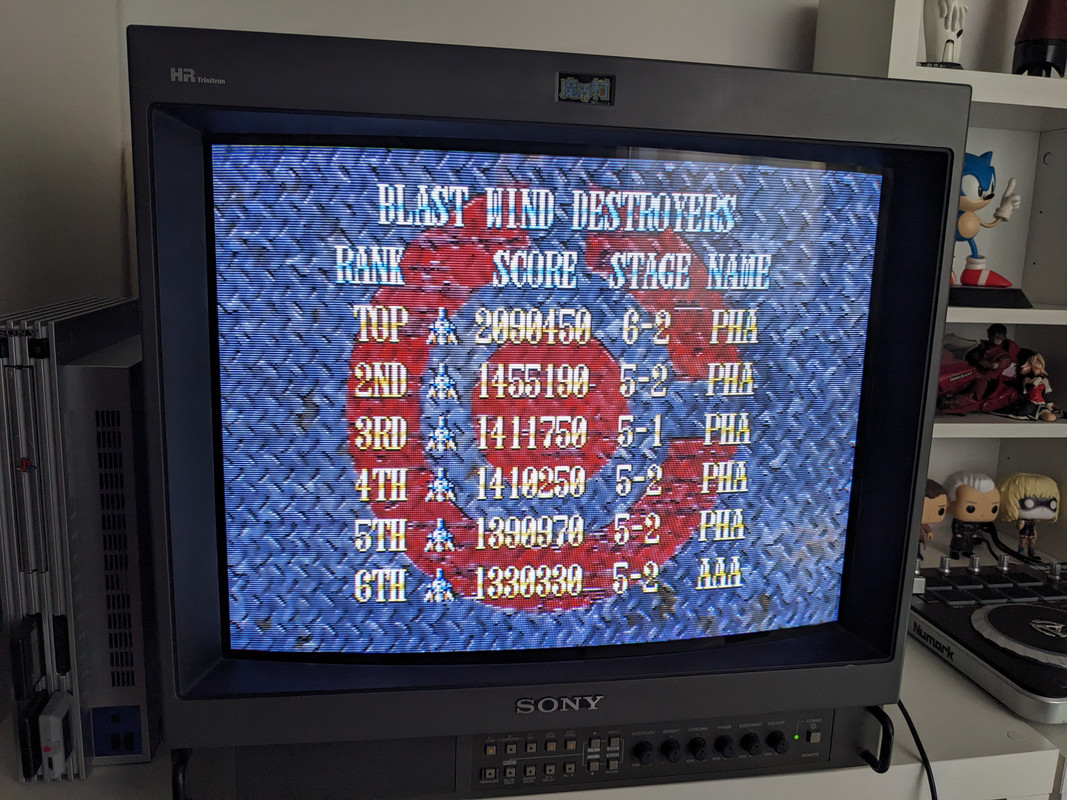 HR Trinitron
BLAST WIND DESTROYERS
RANK SCORE STAGE NAME
TOP 2090450 6-2 PHA
2ND 1455190 5-2 PHA
3RD 1411750 5-1 PHA
4TH 1410250 5-2 PHA
5TH 1390970 5-2 PHA
6TH 1330330 5-2 AAA
SONY
Numark